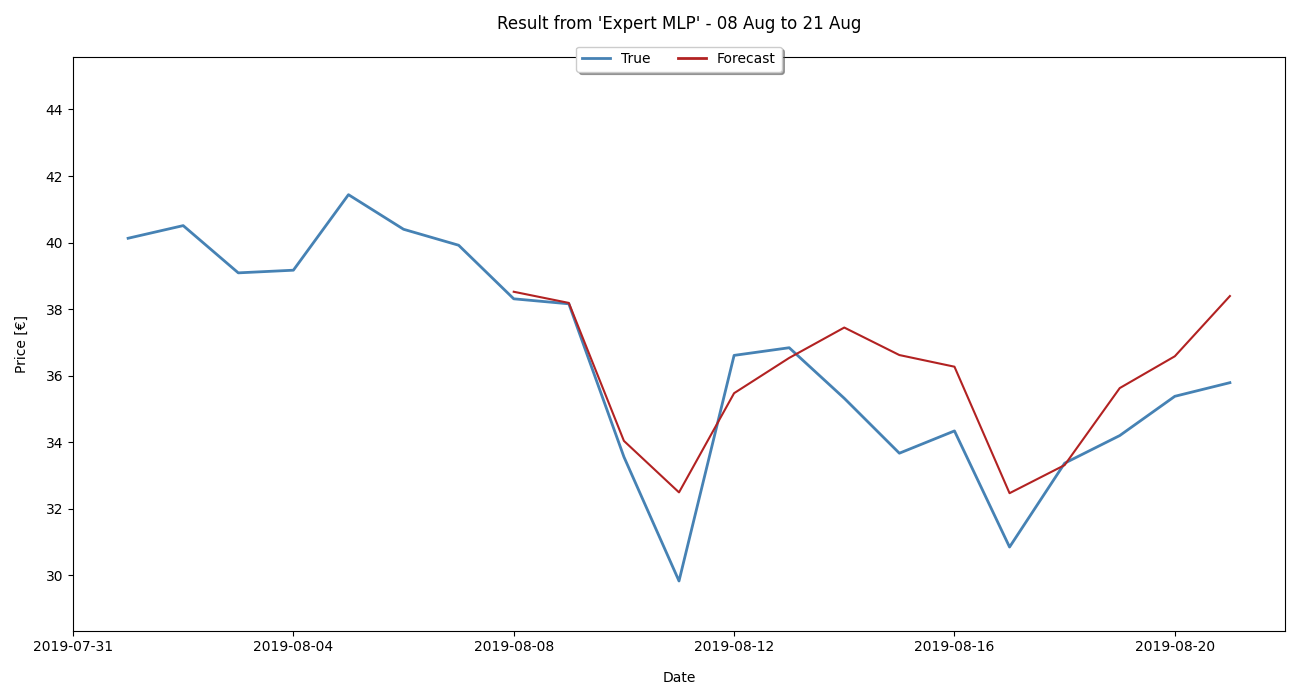 Result from 'Expert MLP' - 08 Aug to 21 Aug
True Forecast
44
42
40
38
36
34
32
30
Price [€]
2019-07-31 2019-08-04 2019-08-08 2019-08-12 2019-08-16 2019-08-20
Date